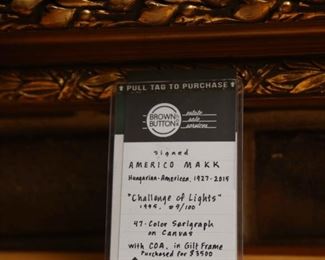 PULL TAG TO PURCHASE
BROWN
BUTTON
estate
sale
services
signed
AMERICO MAKK
Hungarian-American, 1927-2015
"Challenge of Lights"
1995, #9/100
47-Color Serigraph
on Canvas
with COA, in Gilt Frame
Purchased for $3500